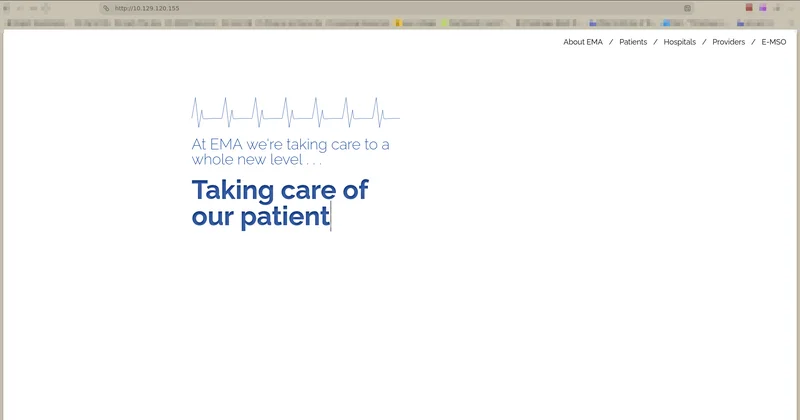 http://10.129.120.155
About EMA / Patients / Hospitals / Providers / E-MSO
At EMA we're taking care to a
whole new level . . .
Taking care of
our patient